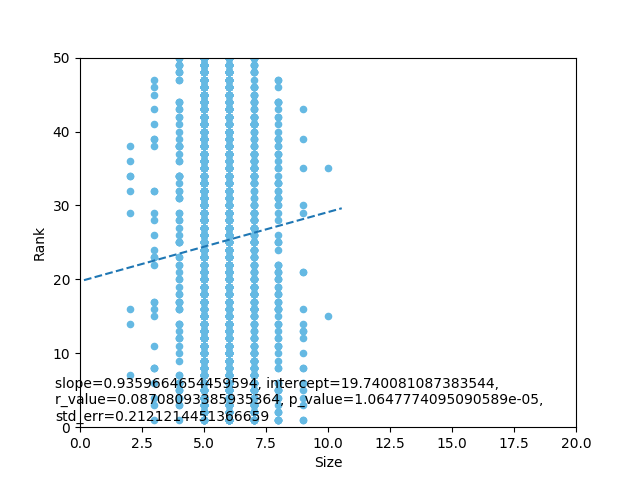 50
40
30
20
10
0
Rank
slope=0.9359664654459594, intercept=19.740081087383544,
r_value=0.08708093385935364, p_value=1.0647774095090589e-05,
std_err=0.2121214451366659
0.0 2.5 5.0 7.5 10.0 12.5 15.0 17.5 20.0
Size